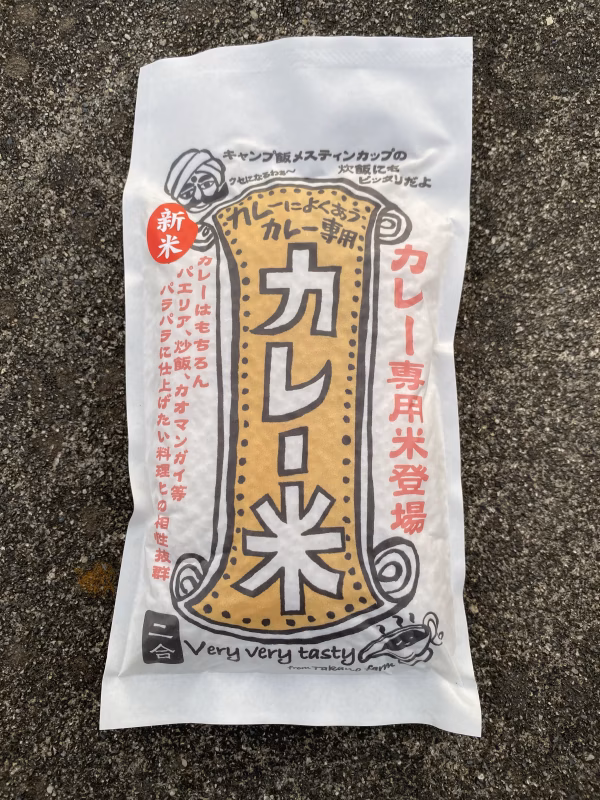 キャンプ飯メスティンカップの
炊飯にも
ピッタリだよ
クセになるわぁ〜
新米
カレーによくあう
カレー専用
カレー米
カレー専用米登場
カレーはもちろん
パエリア、炒飯、カオマンガイ等
パラパラに仕上げたい料理との相性抜群
二合
Very very tasty
from Takano Farm